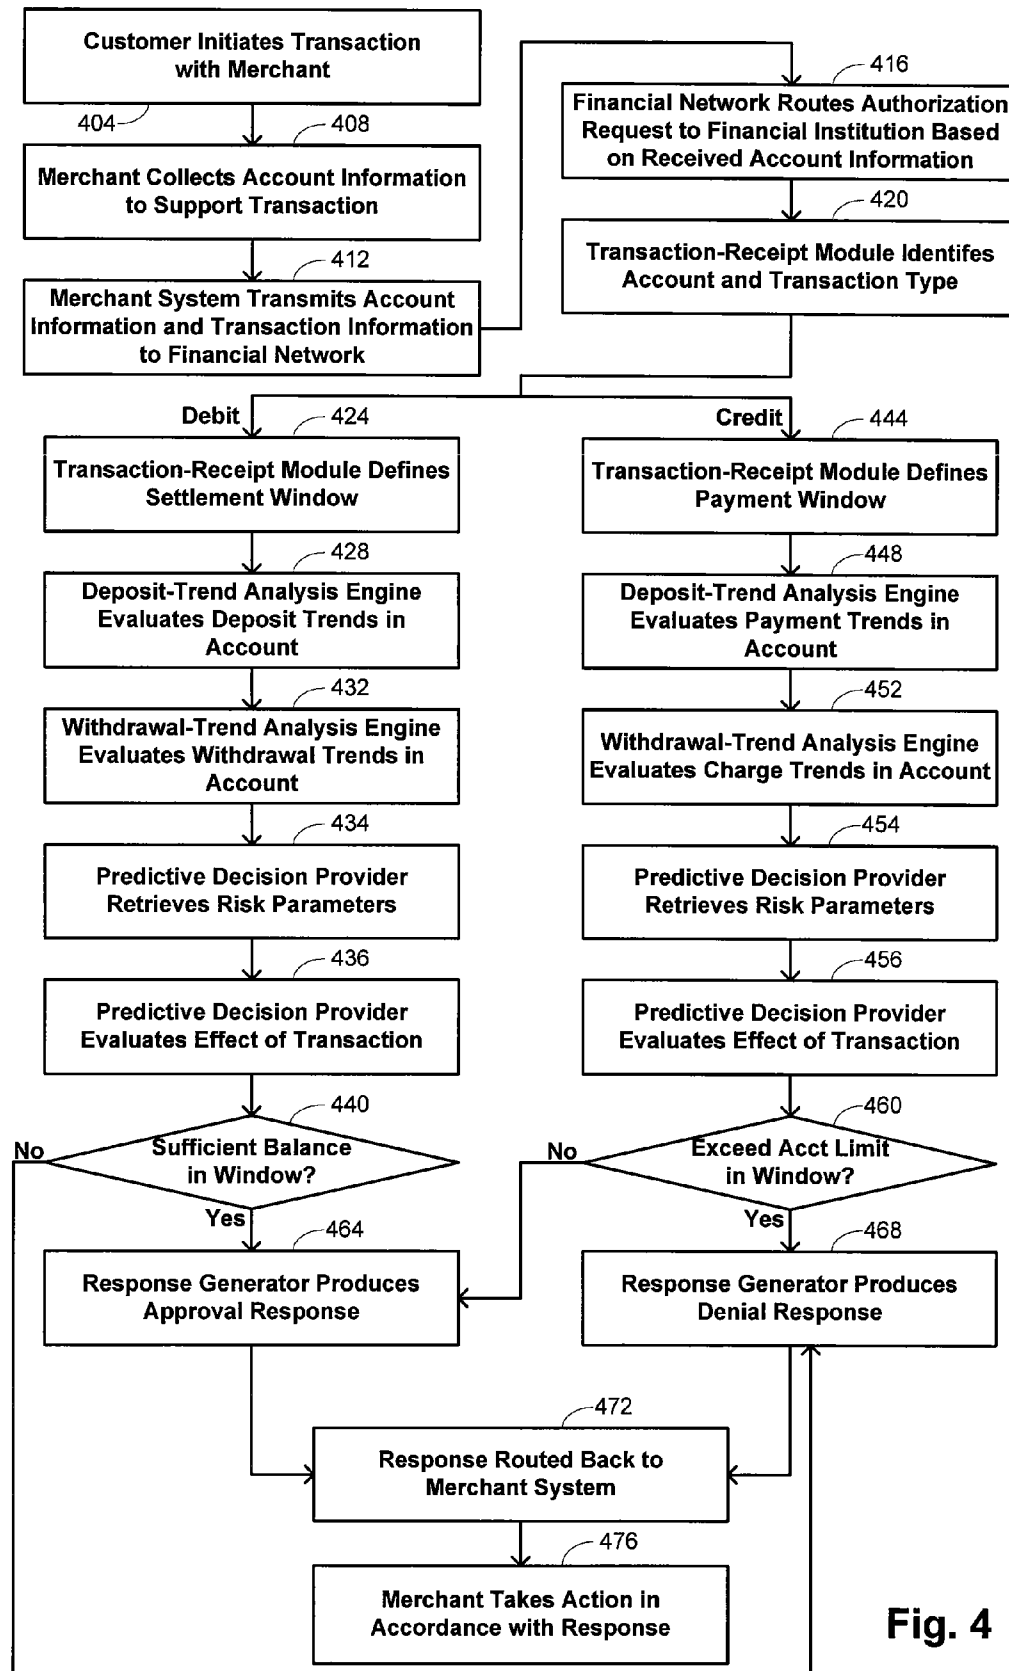 Customer Initiates Transaction
with Merchant
404
408
Merchant Collects Account Information
to Support Transaction
412
Merchant System Transmits Account
Information and Transaction Information
to Financial Network
416
Financial Network Routes Authorization
Request to Financial Institution Based
on Received Account Information
420
Transaction-Receipt Module Identifes
Account and Transaction Type
Debit
424
Transaction-Receipt Module Defines
Settlement Window
428
Deposit-Trend Analysis Engine
Evaluates Deposit Trends in
Account
432
Withdrawal-Trend Analysis Engine
Evaluates Withdrawal Trends in
Account
434
Predictive Decision Provider
Retrieves Risk Parameters
436
Predictive Decision Provider
Evaluates Effect of Transaction
440
No
Sufficient Balance
in Window?
Yes
464
Response Generator Produces
Approval Response
Credit
444
Transaction-Receipt Module Defines
Payment Window
448
Deposit-Trend Analysis Engine
Evaluates Payment Trends in
Account
452
Withdrawal-Trend Analysis Engine
Evaluates Charge Trends in Account
454
Predictive Decision Provider
Retrieves Risk Parameters
456
Predictive Decision Provider
Evaluates Effect of Transaction
460
No
Exceed Acct Limit
in Window?
Yes
468
Response Generator Produces
Denial Response
472
Response Routed Back to
Merchant System
476
Merchant Takes Action in
Accordance with Response
Fig. 4